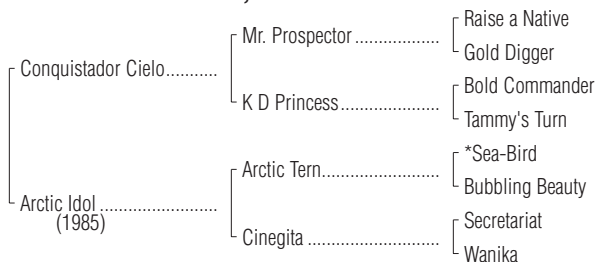 Raise a Native
Mr. Prospector ..................
Gold Digger
Conquistador Cielo...........
Bold Commander
K D Princess.....................
Tammy's Turn
*Sea-Bird
Arctic Tern.........................
Bubbling Beauty
Arctic Idol .........................
(1985)
Secretariat
Cinegita ............................
Wanika